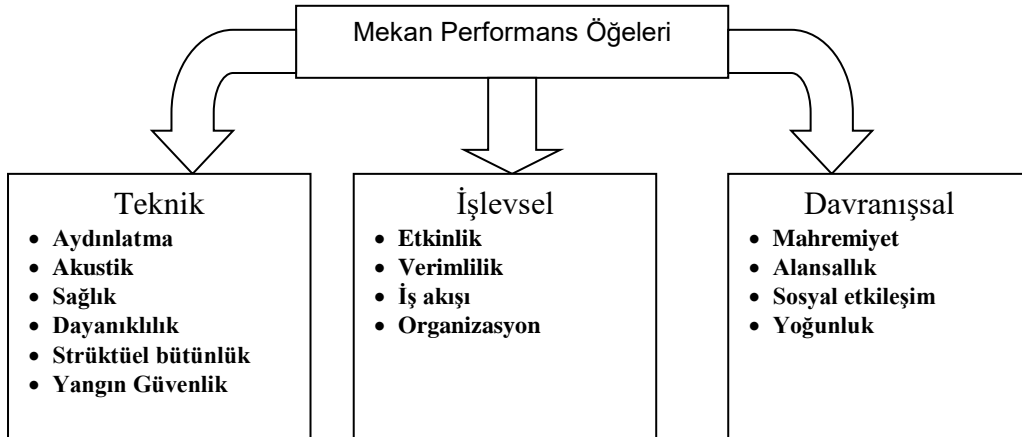 Mekan Performans Öğeleri
Teknik
• Aydınlatma
• Akustik
• Sağlık
• Dayanıklılık
• Strüktüel bütünlük
• Yangın Güvenlik
İşlevsel
• Etkinlik
• Verimlilik
• İş akışı
• Organizasyon
Davranışsal
• Mahremiyet
• Alansallık
• Sosyal etkileşim
• Yoğunluk